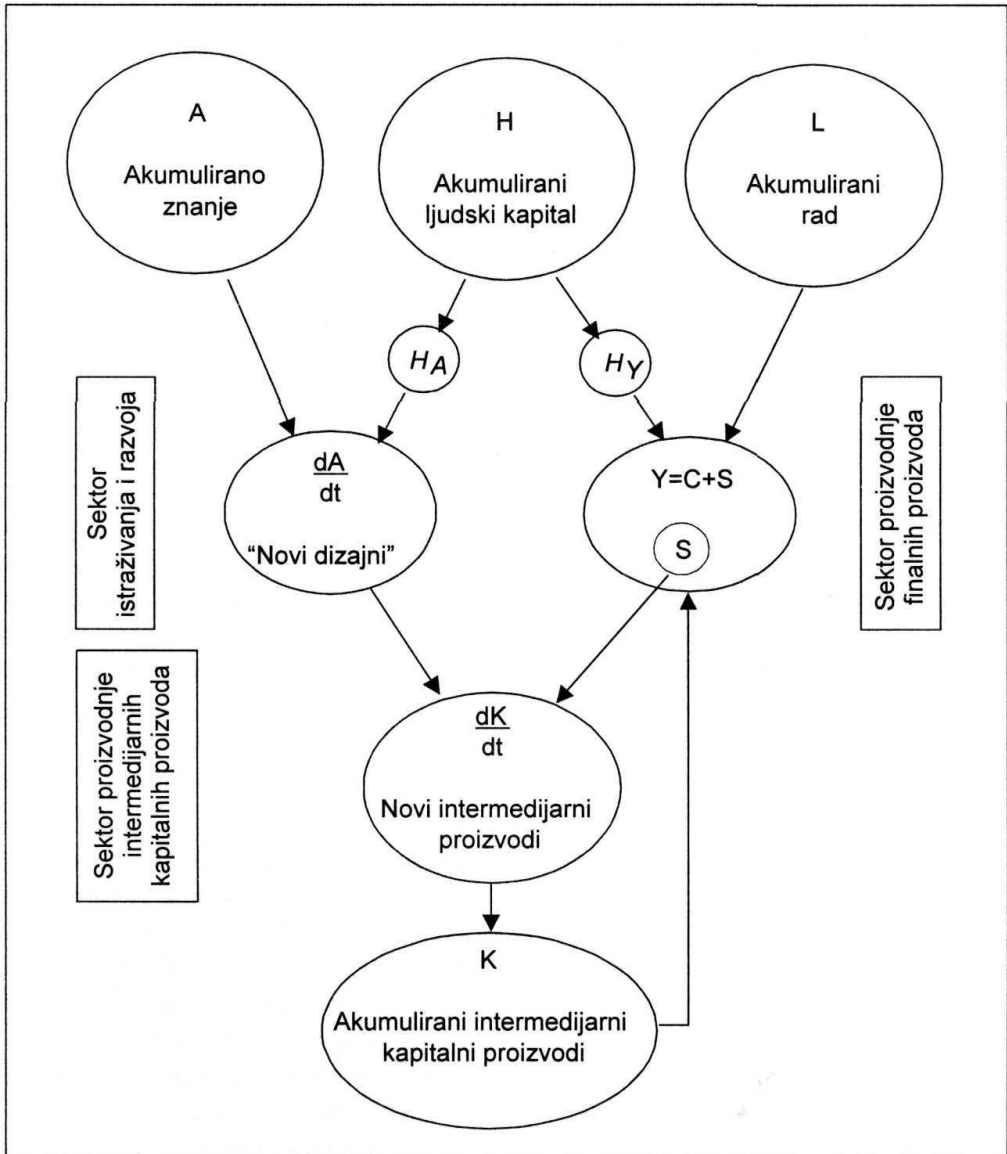 A
Akumulirano
znanje
H
Akumulirani
ljudski kapital
L
Akumulirani
rad
H_A
H_Y
Sektor
istraživanja i razvoja
dA
dt
“Novi dizajni”
Y=C+S
S
Sektor proizvodnje
finalnih proizvoda
Sektor proizvodnje
intermedijarnih
kapitalnih proizvoda
dK
dt
Novi intermedijarni
proizvodi
K
Akumulirani intermedijarni
kapitalni proizvodi